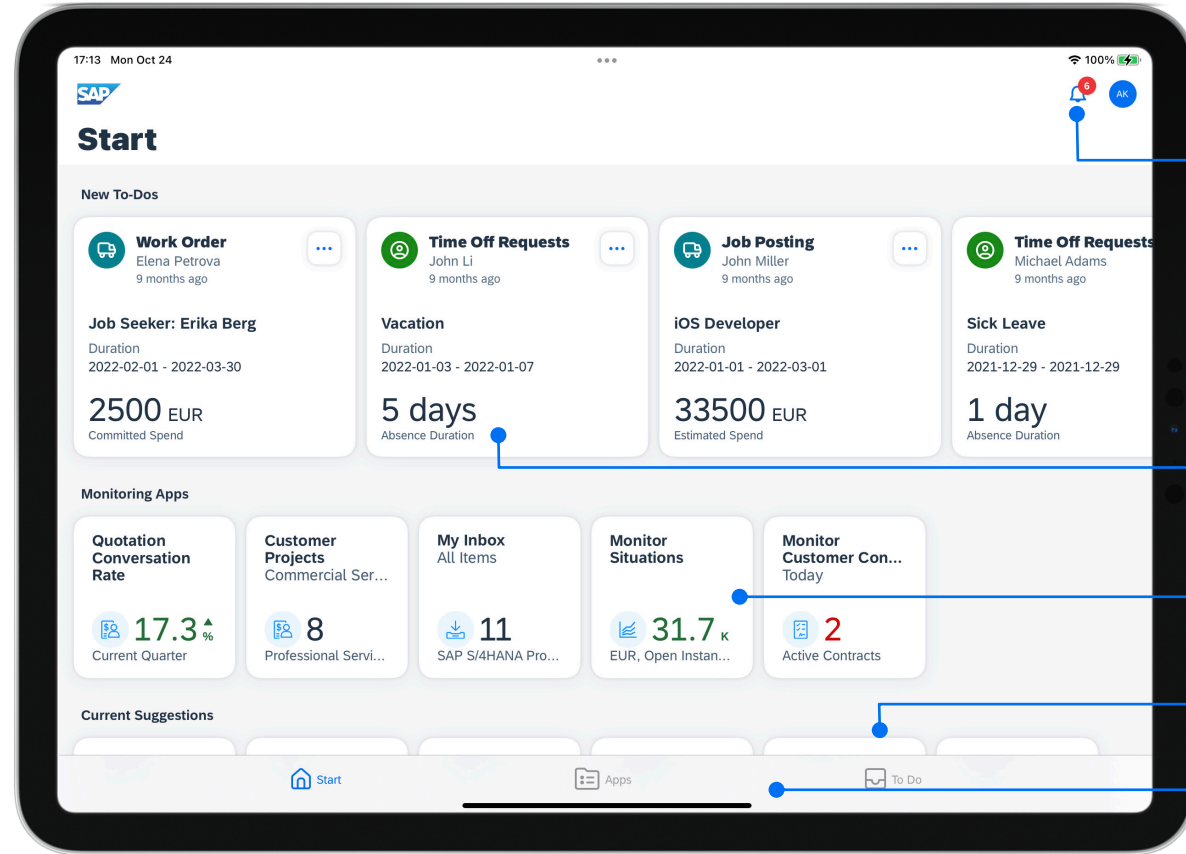 17:13 Mon Oct 24
100%
SAP
6
AK
Start
New To-Dos
Work Order
Elena Petrova
9 months ago
Job Seeker: Erika Berg
Duration
2022-02-01 - 2022-03-30
2500 EUR
Committed Spend
Time Off Requests
John Li
9 months ago
Vacation
Duration
2022-01-03 - 2022-01-07
5 days
Absence Duration
Job Posting
John Miller
9 months ago
iOS Developer
Duration
2022-01-01 - 2022-03-01
33500 EUR
Estimated Spend
Time Off Requests
Michael Adams
9 months ago
Sick Leave
Duration
2021-12-29 - 2021-12-29
1 day
Absence Duration
Monitoring Apps
Quotation
Conversation
Rate
17.3 %
Current Quarter
Customer
Projects
Commercial Ser...
8
Professional Servi...
My Inbox
All Items
11
SAP S/4HANA Pro...
Monitor
Situations
31.7 K
EUR, Open Instan...
Monitor
Customer Con...
Today
2
Active Contracts
Current Suggestions
Start
Apps
To Do